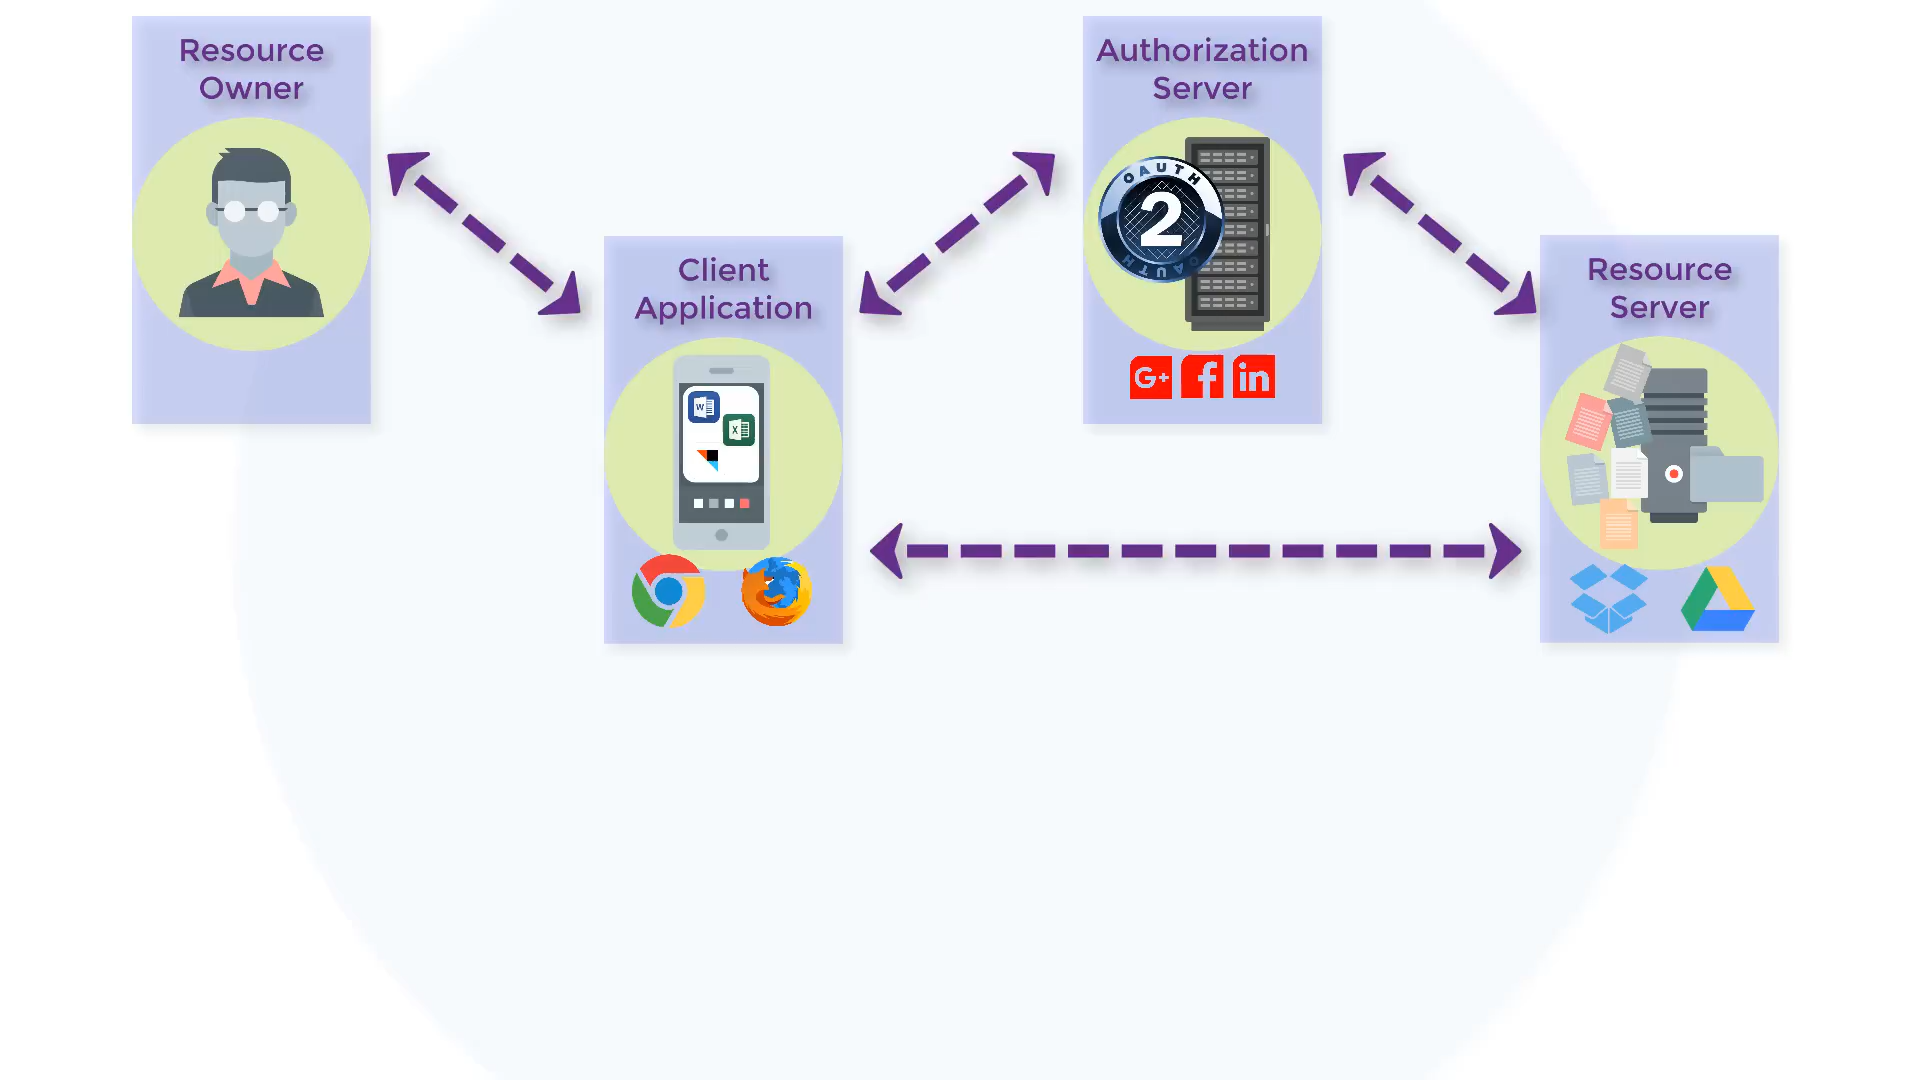 Resource
Owner
Authorization
Server
OAUTH
2
OAUTH
G+
f
in
Client
Application
W
X
Resource
Server